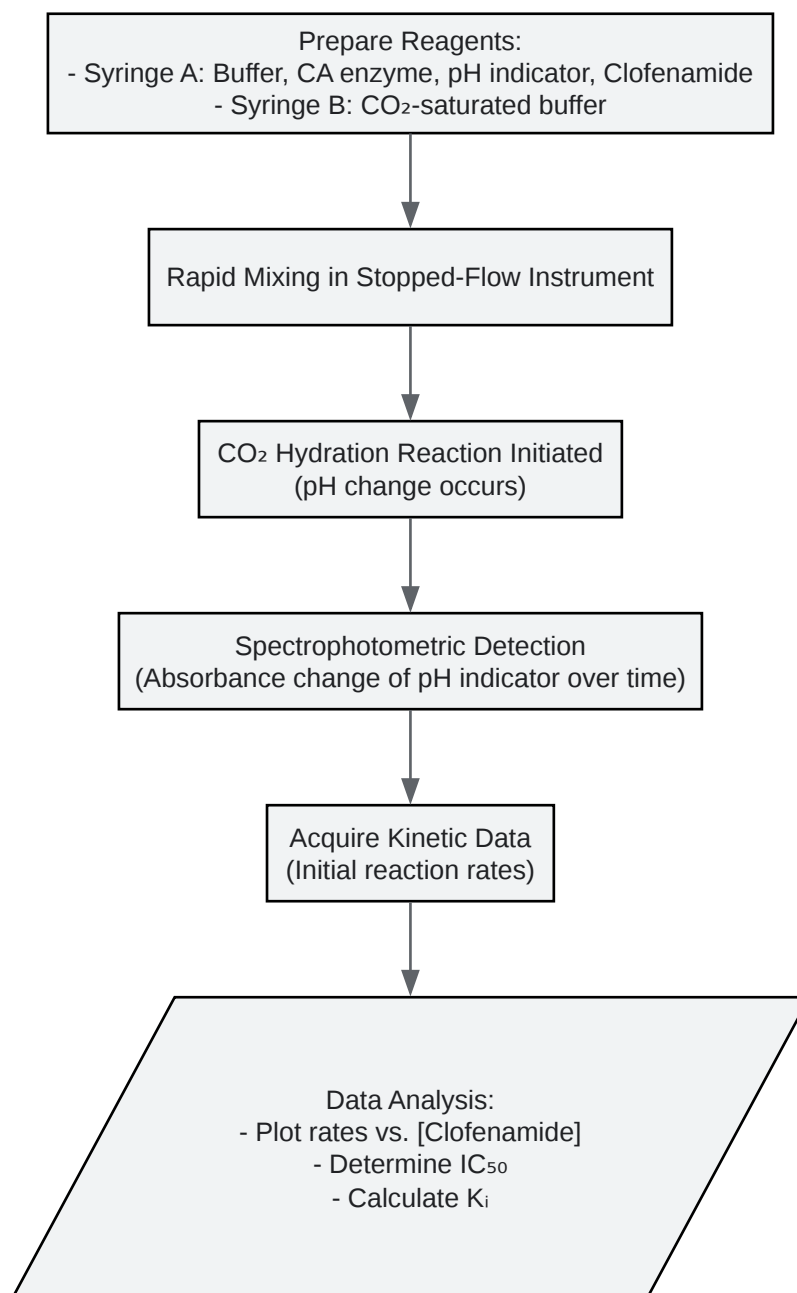 Prepare Reagents:
- Syringe A: Buffer, CA enzyme, pH indicator, Clofenamide
- Syringe B: CO₂-saturated buffer
Rapid Mixing in Stopped-Flow Instrument
CO₂ Hydration Reaction Initiated
(pH change occurs)
Spectrophotometric Detection
(Absorbance change of pH indicator over time)
Acquire Kinetic Data
(Initial reaction rates)
Data Analysis:
- Plot rates vs. [Clofenamide]
- Determine IC₅₀
- Calculate Kᵢ